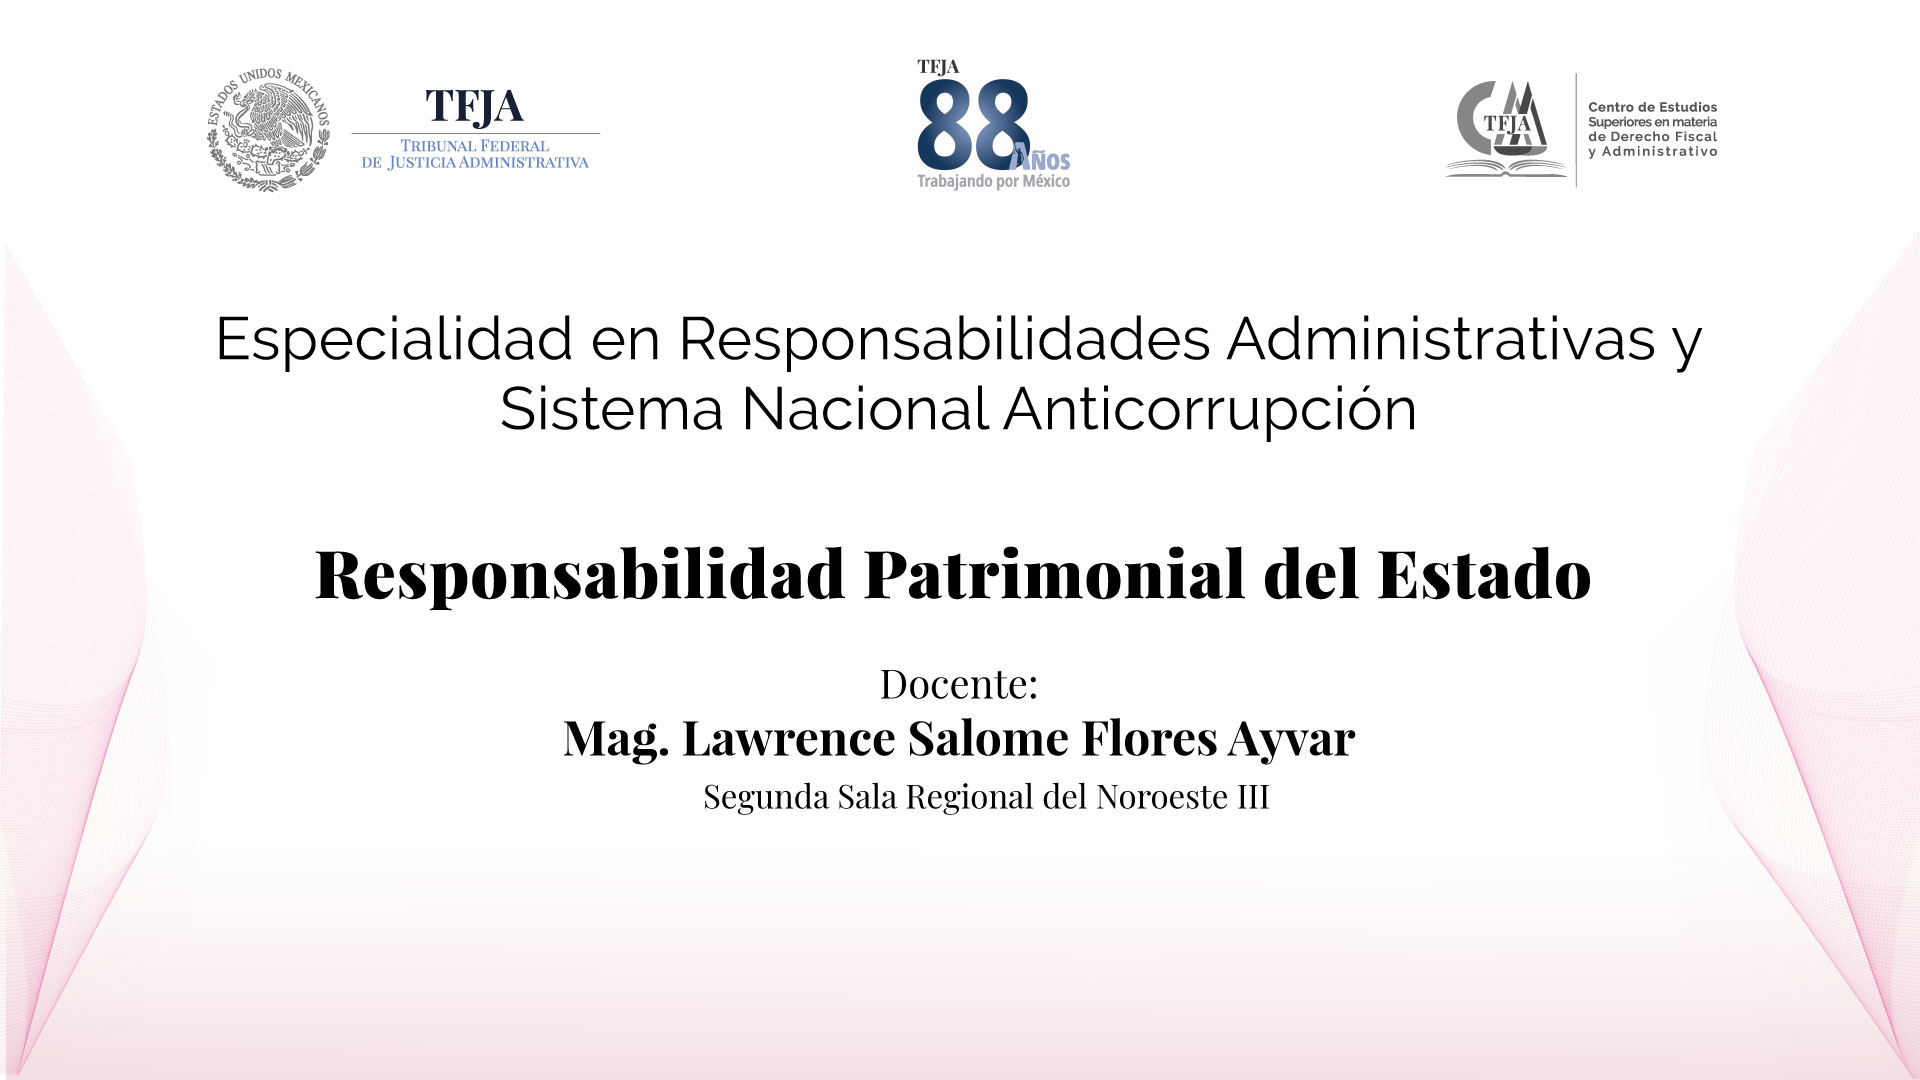 ESTADOS UNIDOS MEXICANOS
TFJA
TRIBUNAL FEDERAL
DE JUSTICIA ADMINISTRATIVA
TFJA
88
AÑOS
Trabajando por México
TFJA
Centro de Estudios
Superiores en materia
de Derecho Fiscal
y Administrativo
Especialidad en Responsabilidades Administrativas y
Sistema Nacional Anticorrupción
Responsabilidad Patrimonial del Estado
Docente:
Mag. Lawrence Salome Flores Ayvar
Segunda Sala Regional del Noroeste III